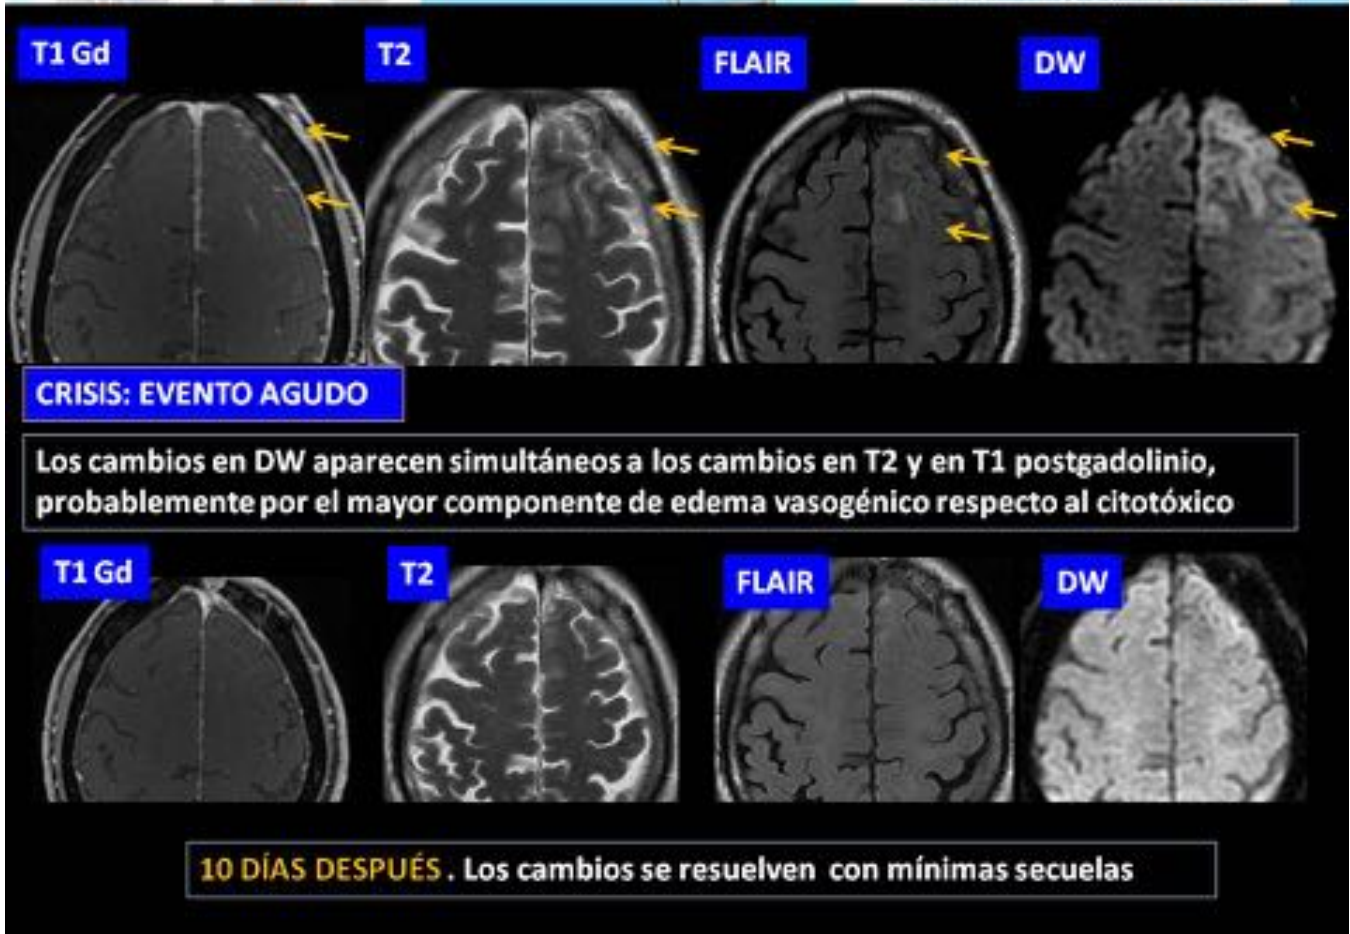 T1 Gd
T2
FLAIR
DW
CRISIS: EVENTO AGUDO
Los cambios en DW aparecen simultáneos a los cambios en T2 y en T1 postgadolinio,
probablemente por el mayor componente de edema vasogénico respecto al citotóxico
T1 Gd
T2
FLAIR
DW
10 DÍAS DESPUÉS . Los cambios se resuelven con mínimas secuelas